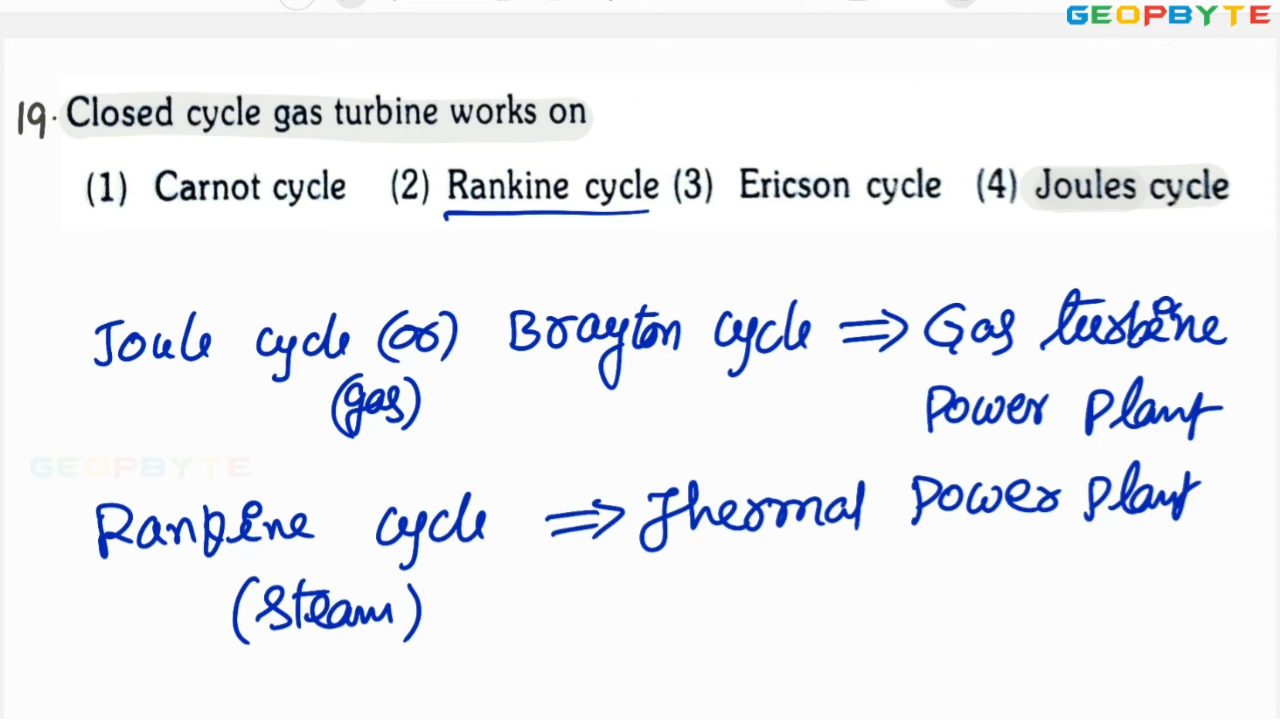 GEOPBYTE
19. Closed cycle gas turbine works on
(1) Carnot cycle (2) Rankine cycle (3) Ericson cycle (4) Joules cycle
Joule cycle (or) Brayton cycle ⇒ Gas turbine
(gas) Power Plant
GEOPBYTE
Rankine cycle ⇒ Thermal Power Plant
(Steam)